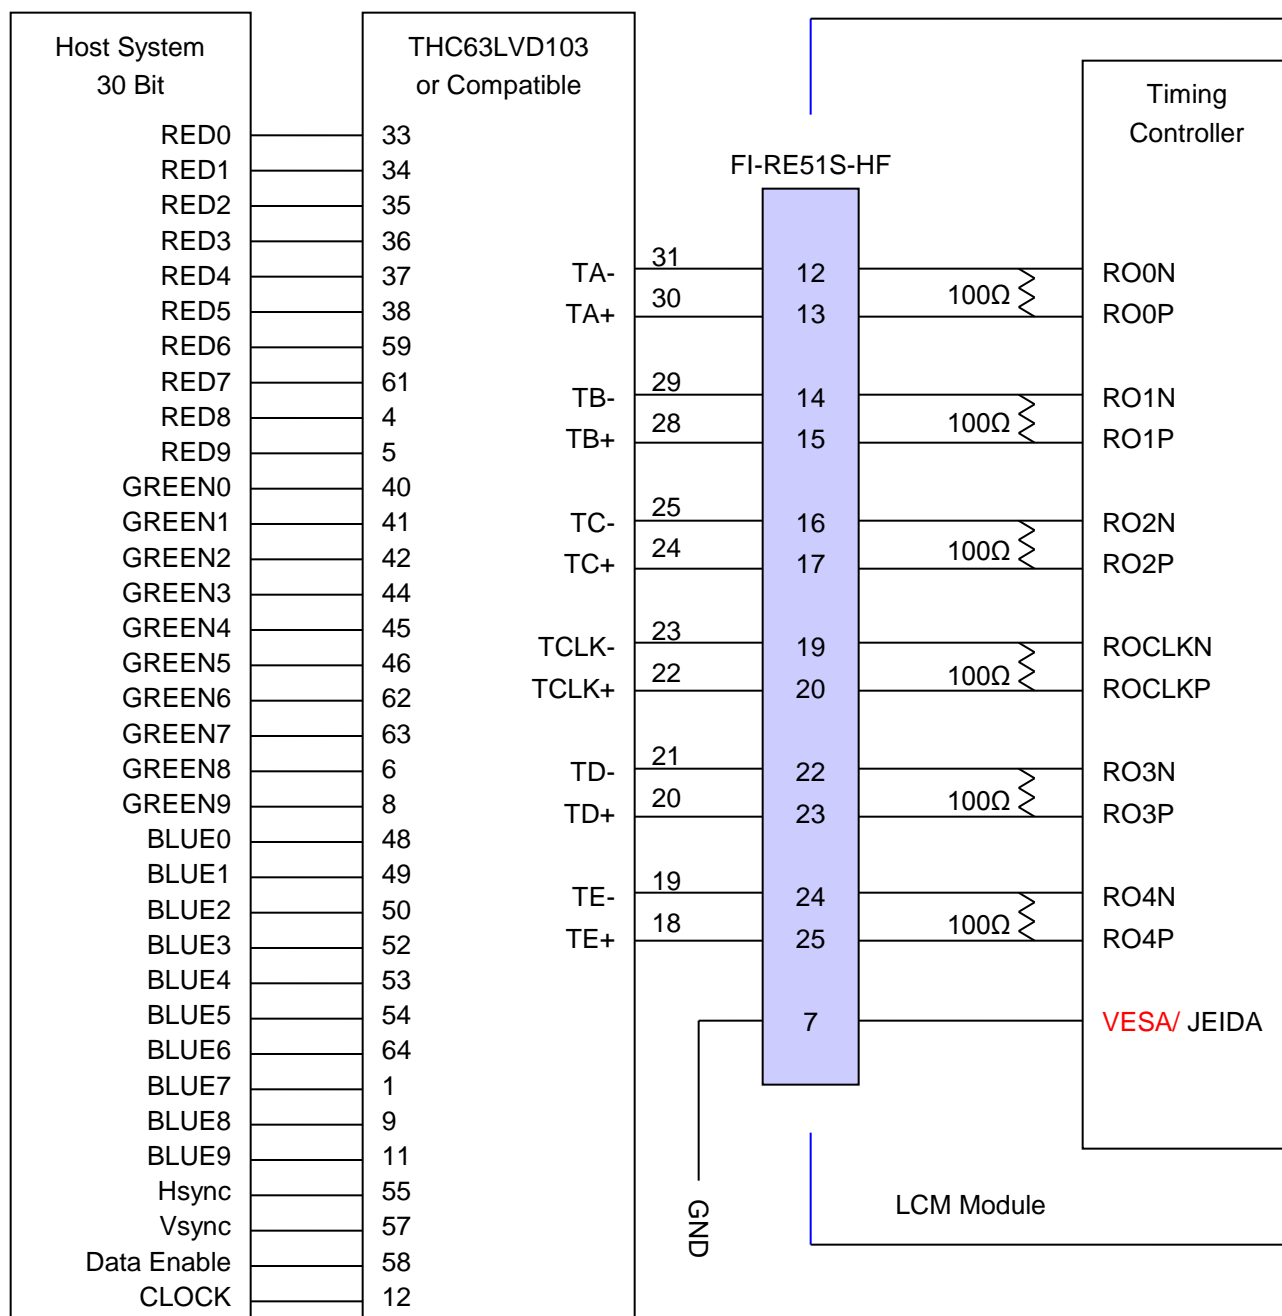 Host System
30 Bit
RED0
RED1
RED2
RED3
RED4
RED5
RED6
RED7
RED8
RED9
GREEN0
GREEN1
GREEN2
GREEN3
GREEN4
GREEN5
GREEN6
GREEN7
GREEN8
GREEN9
BLUE0
BLUE1
BLUE2
BLUE3
BLUE4
BLUE5
BLUE6
BLUE7
BLUE8
BLUE9
Hsync
Vsync
Data Enable
CLOCK
THC63LVD103
or Compatible
33
34
35
36
37
38
59
61
4
5
40
41
42
44
45
46
62
63
6
8
48
49
50
52
53
54
64
1
9
11
55
57
58
12
TA-
TA+
TB-
TB+
TC-
TC+
TCLK-
TCLK+
TD-
TD+
TE-
TE+
31
30
29
28
25
24
23
22
21
20
19
18
GND
FI-RE51S-HF
12
13
14
15
16
17
19
20
22
23
24
25
7
100Ω
100Ω
100Ω
100Ω
100Ω
100Ω
Timing
Controller
RO0N
RO0P
RO1N
RO1P
RO2N
RO2P
ROCLKN
ROCLKP
RO3N
RO3P
RO4N
RO4P
VESA/ JEIDA
LCM Module